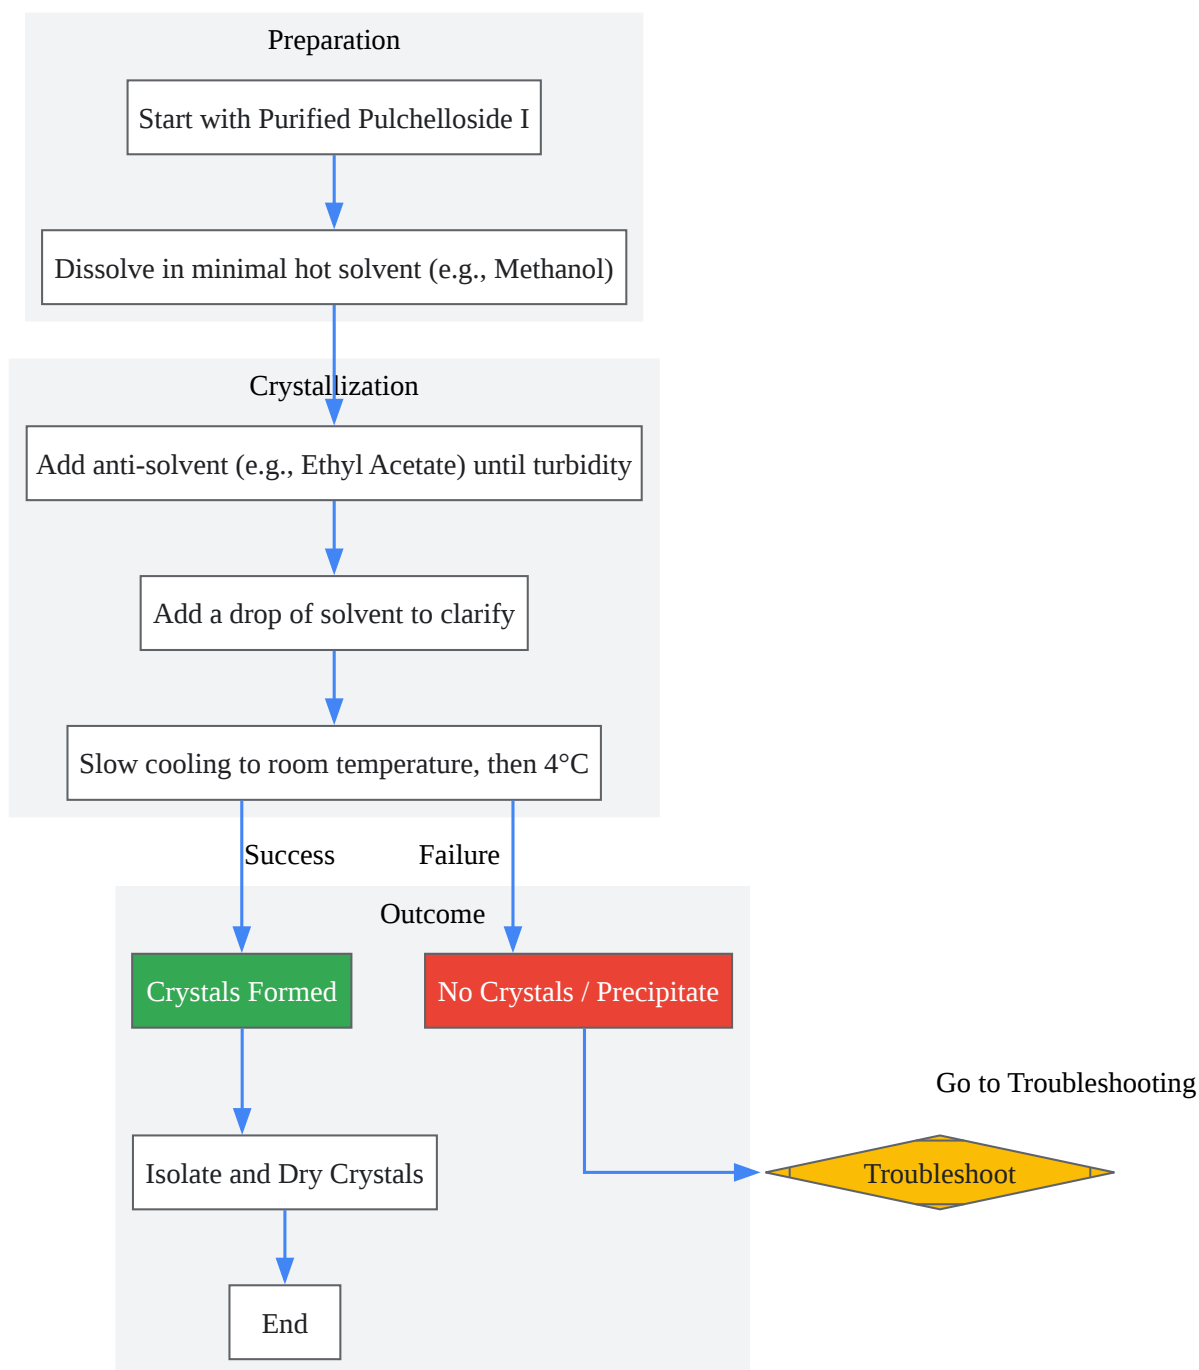 Preparation
Start with Purified Pulchelloside I
Dissolve in minimal hot solvent (e.g., Methanol)
Crystallization
Add anti-solvent (e.g., Ethyl Acetate) until turbidity
Add a drop of solvent to clarify
Slow cooling to room temperature, then 4°C
Success
Failure
Outcome
Crystals Formed
No Crystals / Precipitate
Go to Troubleshooting
Isolate and Dry Crystals
Troubleshoot
End